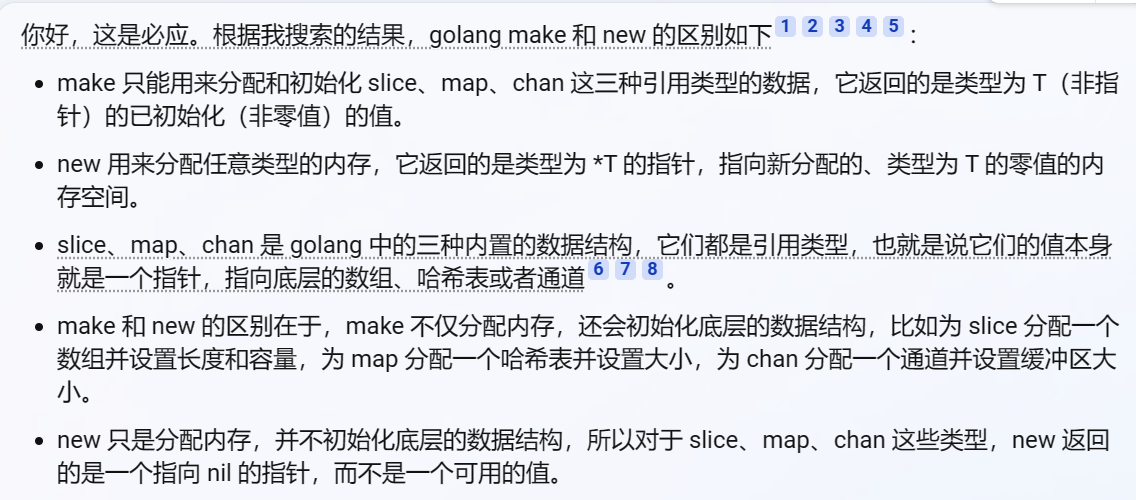 你好，这是必应。根据我搜索的结果，golang make 和 new 的区别如下 1 2 3 4 5 ：
• make 只能用来分配和初始化 slice、map、chan 这三种引用类型的数据，它返回的是类型为 T（非指
针）的已初始化（非零值）的值。
• new 用来分配任意类型的内存，它返回的是类型为 *T 的指针，指向新分配的、类型为 T 的零值的内
存空间。
• slice、map、chan 是 golang 中的三种内置的数据结构，它们都是引用类型，也就是说它们的值本身
就是一个指针，指向底层的数组、哈希表或者通道 6 7 8 。
• make 和 new 的区别在于，make 不仅分配内存，还会初始化底层的数据结构，比如为 slice 分配一个
数组并设置长度和容量，为 map 分配一个哈希表并设置大小，为 chan 分配一个通道并设置缓冲区大
小。
• new 只是分配内存，并不初始化底层的数据结构，所以对于 slice、map、chan 这些类型，new 返回
的是一个指向 nil 的指针，而不是一个可用的值。